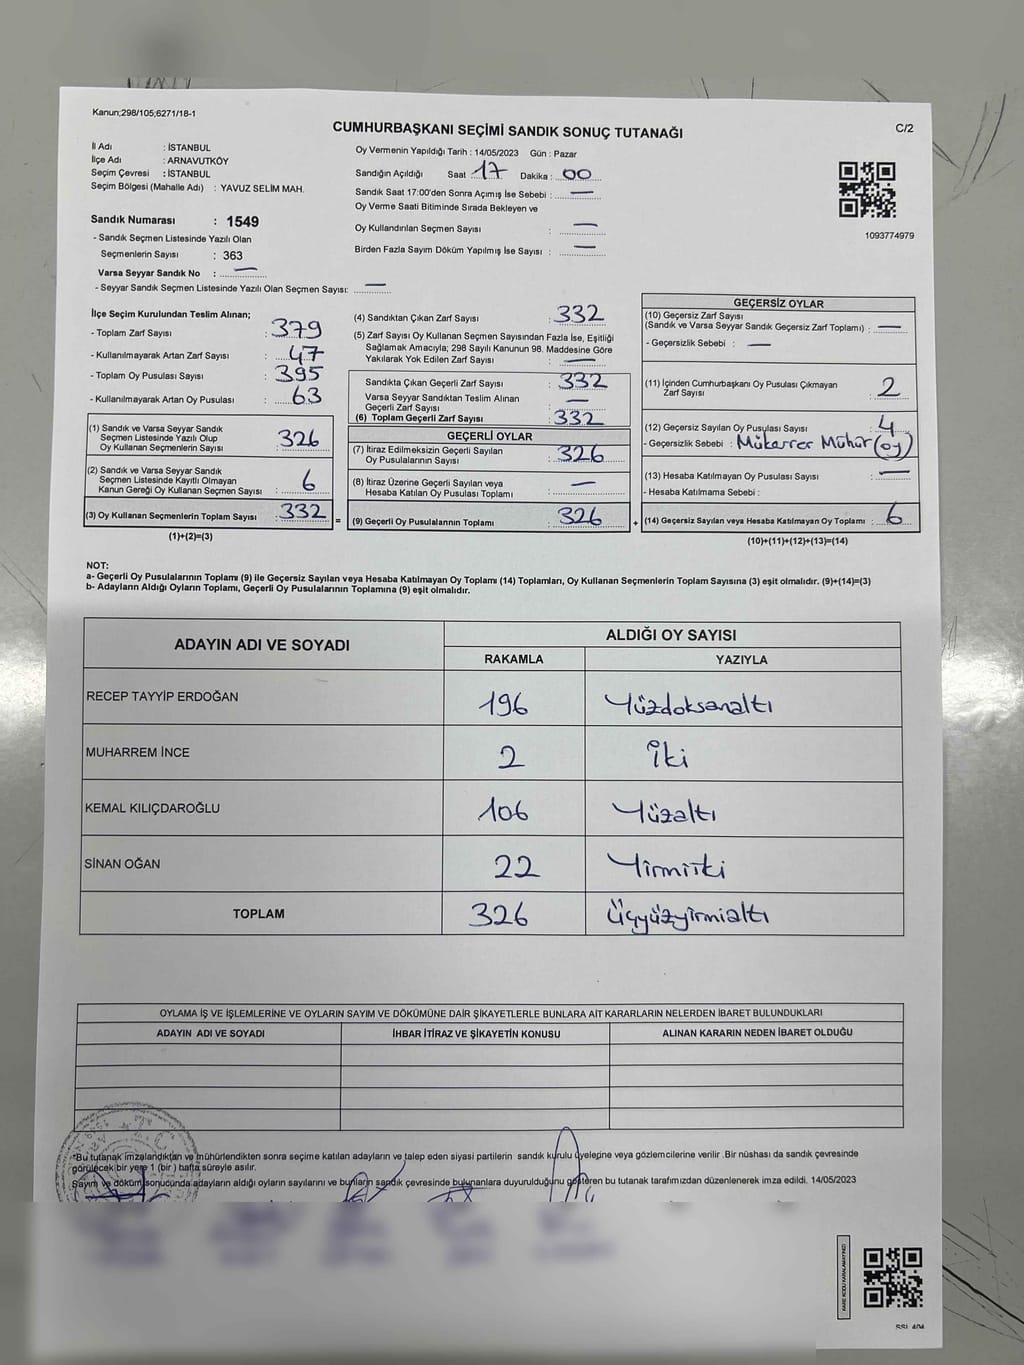 Kanun;298/105;6271/18-1
CUMHURBAŞKANI SEÇİMİ SANDIK SONUÇ TUTANAĞI
C/2
İl Adı : İSTANBUL
İlçe Adı : ARNAVUTKÖY
Seçim Çevresi : İSTANBUL
Seçim Bölgesi (Mahalle Adı) : YAVUZ SELİM MAH.
Sandık Numarası : 1549
- Sandık Seçmen Listesinde Yazılı Olan
Seçmenlerin Sayısı : 363
Varsa Seyyar Sandık No : —
- Seyyar Sandık Seçmen Listesinde Yazılı Olan Seçmen Sayısı: —
Oy Vermenin Yapıldığı Tarih : 14/05/2023 Gün : Pazar
Sandığın Açıldığı Saat 17 Dakika : 00
Sandık Saat 17:00'den Sonra Açımış İse Sebebi : —
Oy Verme Saati Bitiminde Sırada Bekleyen ve
Oy Kullandırılan Seçmen Sayısı : —
Birden Fazla Sayım Döküm Yapılmış İse Sayısı : —
1093774979
İlçe Seçim Kurulundan Teslim Alınan;
- Toplam Zarf Sayısı : 379
- Kullanılmayarak Artan Zarf Sayısı : 47
- Toplam Oy Pusulası Sayısı : 395
- Kullanılmayarak Artan Oy Pusulası : 63
(1) Sandık ve Varsa Seyyar Sandık
Seçmen Listesinde Yazılı Olup
Oy Kullanan Seçmenlerin Sayısı : 326
(2) Sandık ve Varsa Seyyar Sandık
Seçmen Listesinde Kayıtlı Olmayan
Kanun Gereği Oy Kullanan Seçmen Sayısı : 6
(3) Oy Kullanan Seçmenlerin Toplam Sayısı : 332
(1)+(2)=(3)
=
(4) Sandıktan Çıkan Zarf Sayısı : 332
(5) Zarf Sayısı Oy Kullanan Seçmen Sayısından Fazla İse, Eşitliği
Sağlamak Amacıyla; 298 Sayılı Kanunun 98. Maddesine Göre
Yakılarak Yok Edilen Zarf Sayısı : —
Sandıkta Çıkan Geçerli Zarf Sayısı : 332
Varsa Seyyar Sandıktan Teslim Alınan
Geçerli Zarf Sayısı : —
(6) Toplam Geçerli Zarf Sayısı : 332
GEÇERLİ OYLAR
(7) İtiraz Edilmeksizin Geçerli Sayılan
Oy Pusulalarının Sayısı : 326
(8) İtiraz Üzerine Geçerli Sayılan veya
Hesaba Katılan Oy Pusulası Toplamı : —
(9) Geçerli Oy Pusulalarının Toplamı : 326
+
GEÇERSİZ OYLAR
(10) Geçersiz Zarf Sayısı
(Sandık ve Varsa Seyyar Sandık Geçersiz Zarf Toplamı) : —
- Geçersizlik Sebebi : —
(11) İçinden Cumhurbaşkanı Oy Pusulası Çıkmayan
Zarf Sayısı : 2
(12) Geçersiz Sayılan Oy Pusulası Sayısı : 4
- Geçersizlik Sebebi : Mükerrer Mühür (oy)
(13) Hesaba Katılmayan Oy Pusulası Sayısı : —
- Hesaba Katılmama Sebebi :
(14) Geçersiz Sayılan veya Hesaba Katılmayan Oy Toplamı : 6
(10)+(11)+(12)+(13)=(14)
NOT:
a- Geçerli Oy Pusulalarının Toplamı (9) ile Geçersiz Sayılan veya Hesaba Katılmayan Oy Toplamı (14) Toplamları, Oy Kullanan Seçmenlerin Toplam Sayısına (3) eşit olmalıdır. (9)+(14)=(3)
b- Adayların Aldığı Oyların Toplamı, Geçerli Oy Pusulalarının Toplamına (9) eşit olmalıdır.
ADAYIN ADI VE SOYADI
ALDIĞI OY SAYISI
RAKAMLA YAZIYLA
RECEP TAYYİP ERDOĞAN 196 Yüzdoksanaltı
MUHARREM İNCE 2 İki
KEMAL KILIÇDAROĞLU 106 Yüzaltı
SİNAN OĞAN 22 Yirmiiki
TOPLAM 326 Üçyüzyirmialtı
OYLAMA İŞ VE İŞLEMLERİNE VE OYLARIN SAYIM VE DÖKÜMÜNE DAİR ŞİKAYETLERLE BUNLARA AİT KARARLARIN NELERDEN İBARET BULUNDUKLARI
ADAYIN ADI VE SOYADI İHBAR İTİRAZ VE ŞİKAYETİN KONUSU ALINAN KARARIN NEDEN İBARET OLDUĞU
*Bu tutanak imzalandıktan ve mühürlendikten sonra seçime katılan adayların ve talep eden siyasi partilerin sandık kurulu üyelegine veya gözlemcilerine verilir .Bir nüshası da sandık çevresinde
görülecek bir yere 1 (bir ) hafta süreyle asılır.
Sayım ve döküm sonucunda adayların aldığı oyların sayılarını ve bunların sandık çevresinde bulunanlara duyurulduğunu gösteren bu tutanak tarafımızdan düzenlenerek imza edildi. 14/05/2023
KARE KODU KARALAMAYINIZ!